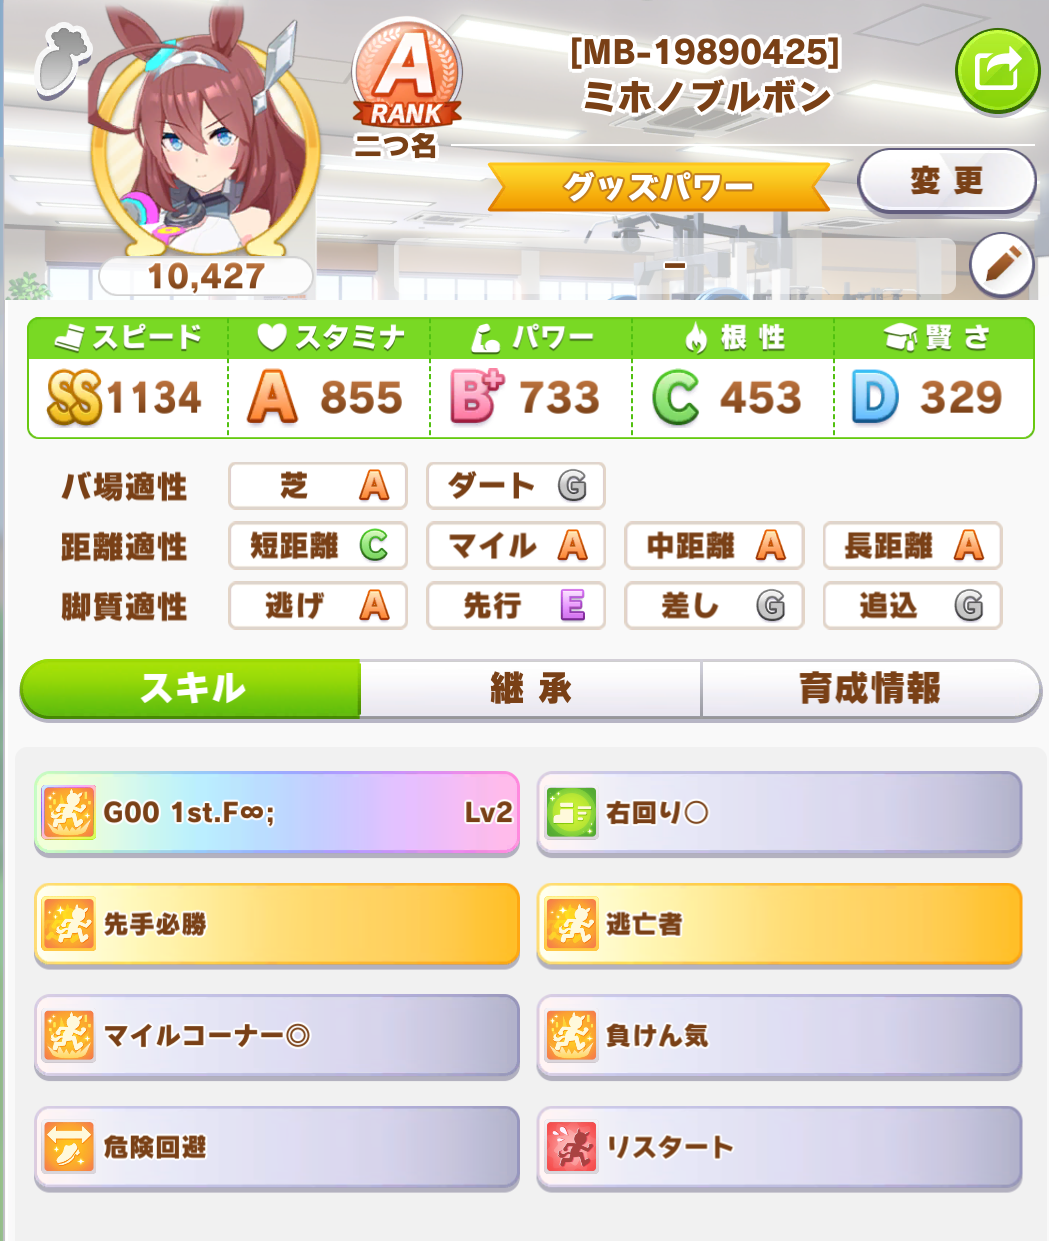 A
RANK
二つ名
[MB-19890425]
ミホノブルボン
グッズパワー
変更
10,427
–
スピード スタミナ パワー 根性 賢さ
SS 1134 A 855 B+ 733 C 453 D 329
バ場適性 芝 A ダート G
距離適性 短距離 C マイル A 中距離 A 長距離 A
脚質適性 逃げ A 先行 E 差し G 追込 G
スキル 継承 育成情報
G00 1st.F∞; Lv2 右回り○
先手必勝 逃亡者
マイルコーナー◎ 負けん気
危険回避 リスタート